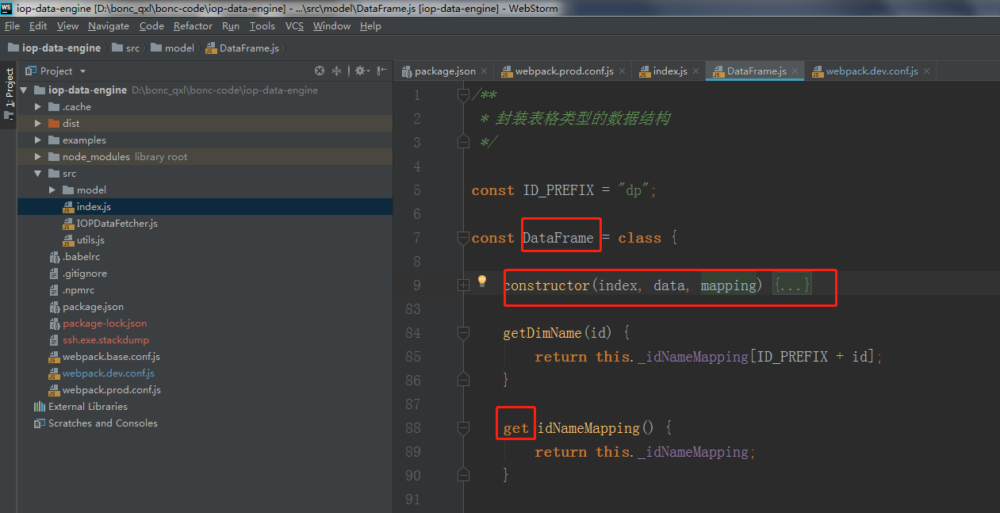 WS iop-data-engine [D:\bonc_qxl\bonc-code\iop-data-engine] - ...\src\model\DataFrame.js [iop-data-engine] - WebStorm
File Edit View Navigate Code Refactor Run Tools VCS Window Help
iop-data-engine src model DataFrame.js
1: Project
Project
iop-data-engine D:\bonc_qxl\bonc-code\iop-data-engine
.cache
dist
examples
node_modules library root
src
model
index.js
IOPDataFetcher.js
utils.js
.babelrc
.gitignore
.npmrc
package.json
package-lock.json
ssh.exe.stackdump
webpack.base.conf.js
webpack.dev.conf.js
webpack.prod.conf.js
External Libraries
Scratches and Consoles
package.json × webpack.prod.conf.js × index.js × DataFrame.js × webpack.dev.conf.js ×
1 /**
2 * 封装表格类型的数据结构
3 */
4
5 const ID_PREFIX = "dp";
6
7 const DataFrame = class {
8
9 constructor(index, data, mapping) {...}
83
84 getDimName(id) {
85 return this._idNameMapping[ID_PREFIX + id];
86 }
87
88 get idNameMapping() {
89 return this._idNameMapping;
90 }
91